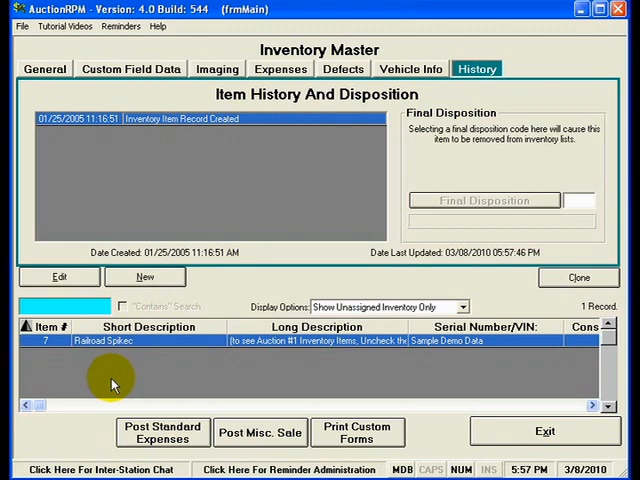 AuctionRPM - Version: 4.0 Build: 544   (frmMain)
File   Tutorial Videos   Reminders   Help
Inventory Master
General   Custom Field Data   Imaging   Expenses   Defects   Vehicle Info   History
Item History And Disposition
01/25/2005 11:16:51   Inventory Item Record Created
Final Disposition
Selecting a final disposition code here will cause this
item to be removed from inventory lists.
Final Disposition
Date Created: 01/25/2005 11:16:51 AM   Date Last Updated: 03/08/2010 05:57:46 PM
Edit   New   Clone
"Contains" Search   Display Options:   Show Unassigned Inventory Only   1 Record.
Item #   Short Description   Long Description   Serial Number/VIN:   Cons
7   Railroad Spikec   (to see Auction #1 Inventory Items, Uncheck the   Sample Demo Data
Post Standard
Expenses
Post Misc. Sale
Print Custom
Forms
Exit
Click Here For Inter-Station Chat   Click Here For Reminder Administration   MDB   CAPS   NUM   INS   5:57 PM   3/8/2010